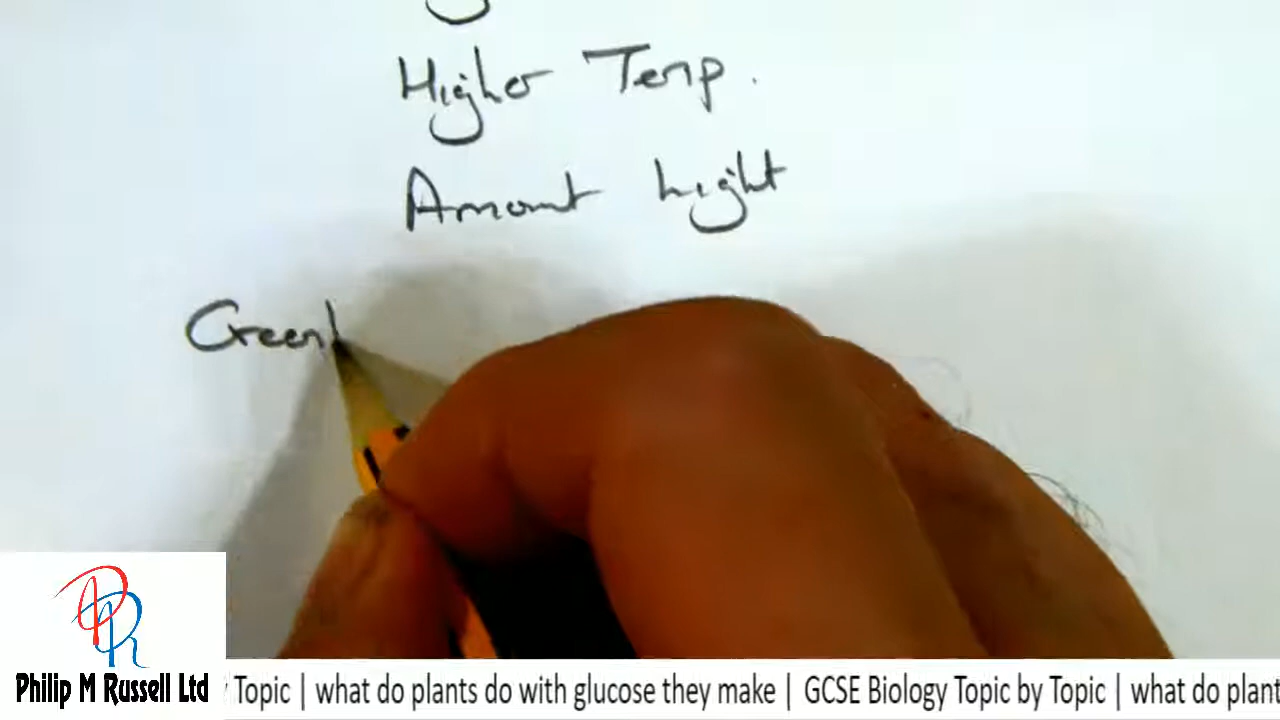 Higher Temp.
Amount Light
Green
Philip M Russell Ltd
Topic | what do plants do with glucose they make | GCSE Biology Topic by Topic | what do plant